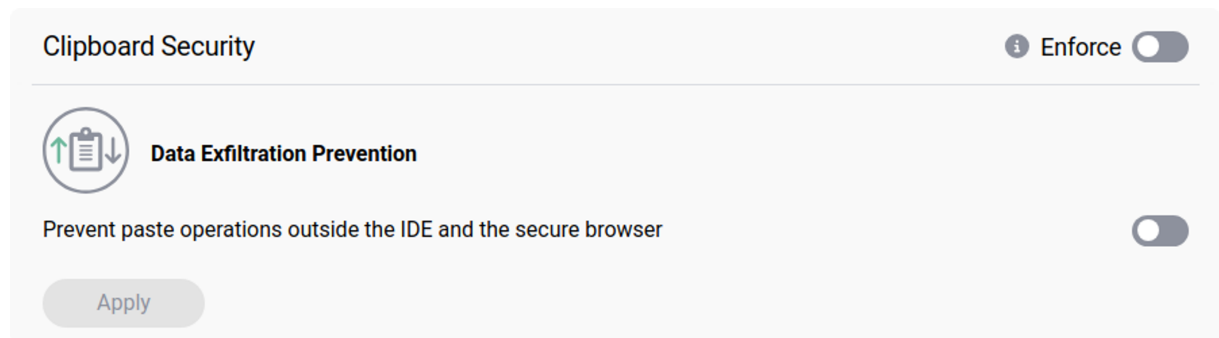 Clipboard Security
Enforce
Data Exfiltration Prevention
Prevent paste operations outside the IDE and the secure browser
Apply